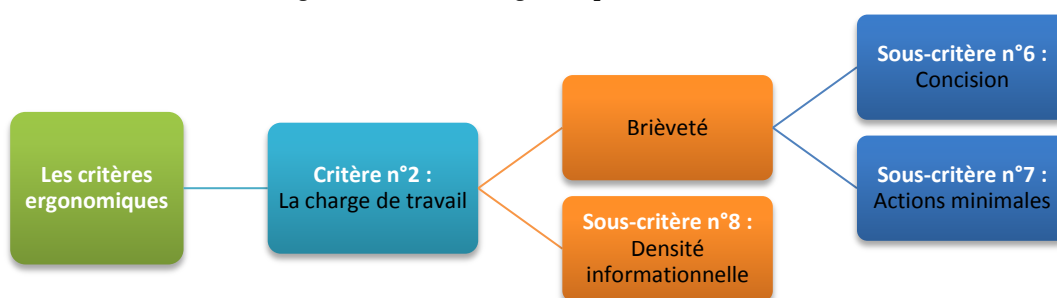 Les critères
ergonomiques
Critère n°2 :
La charge de travail
Brièveté
Sous-critère n°8 :
Densité
informationnelle
Sous-critère n°6 :
Concision
Sous-critère n°7 :
Actions minimales